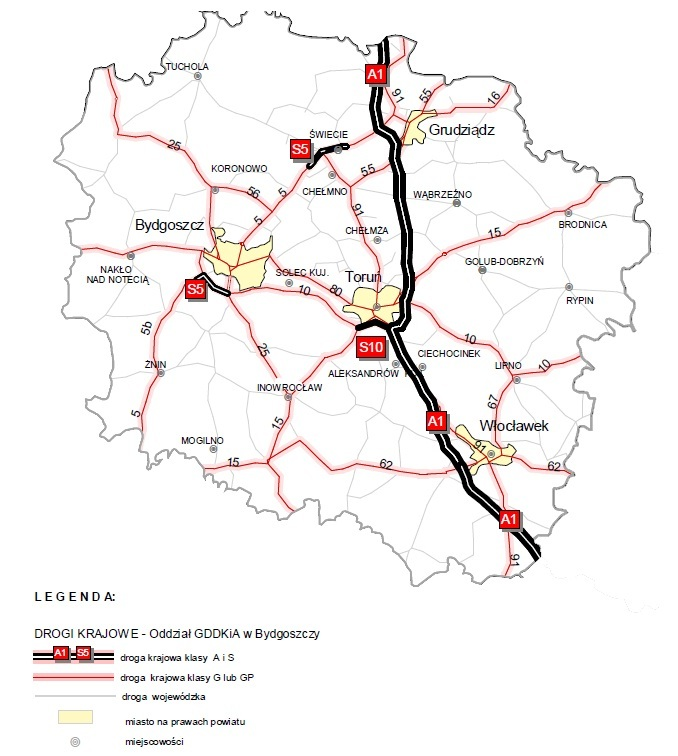 A1
TUCHOLA
91
55
16
Grudziądz
S5
ŚWIECIE
25
KORONOWO
56
5
CHEŁMNO
55
WĄBRZEŹNO
91
5
Bydgoszcz
CHEŁMŻA
15
BRODNICA
NAKŁO
NAD NOTECIĄ
SOLEC KUJ.
Toruń
GOLUB-DOBRZYŃ
S5
10
80
RYPIN
5b
25
S10
10
CIECHOCINEK
ŻNIN
ALEKSANDRÓW
LIPNO
10
INOWROCŁAW
5
15
A1
67
Włocławek
MOGILNO
91
15
62
62
A1
91
LEGENDA:
DROGI KRAJOWE - Oddział GDDKiA w Bydgoszczy
A1 S5 droga krajowa klasy A i S
droga krajowa klasy G lub GP
droga wojewódzka
miasto na prawach powiatu
miejscowości